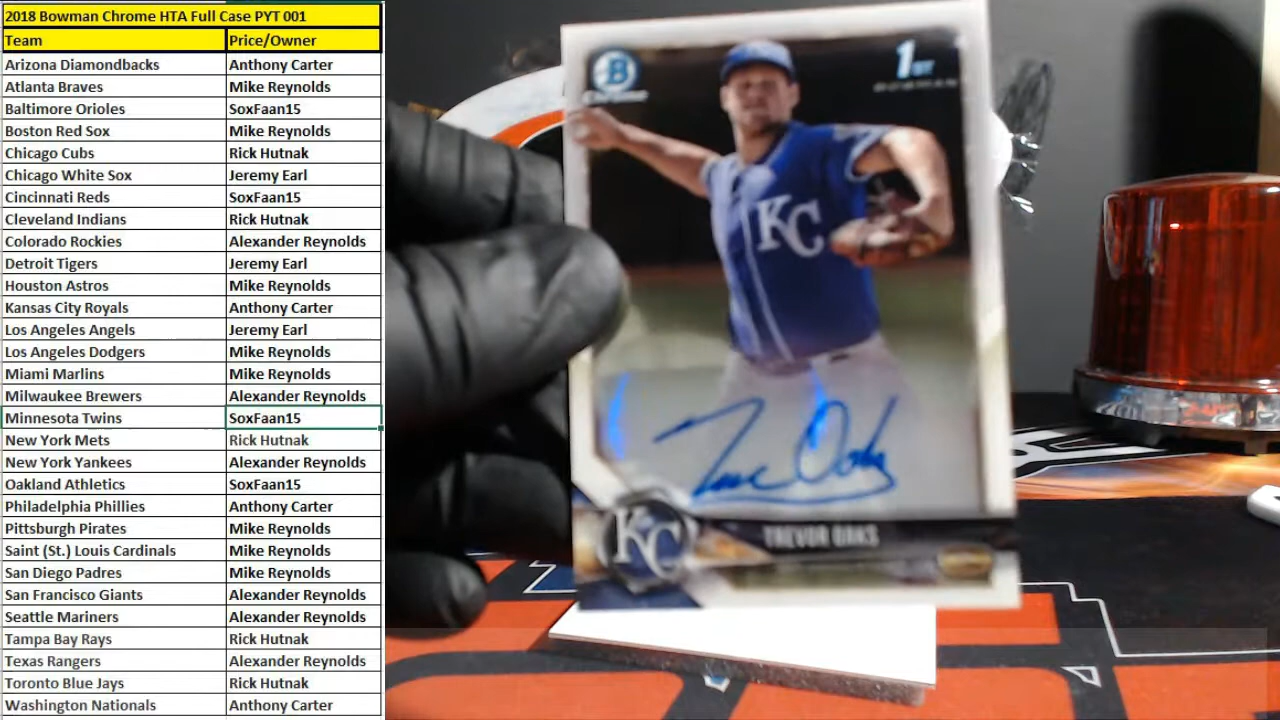 2018 Bowman Chrome HTA Full Case PYT 001
Team Price/Owner
Arizona Diamondbacks Anthony Carter
Atlanta Braves Mike Reynolds
Baltimore Orioles SoxFaan15
Boston Red Sox Mike Reynolds
Chicago Cubs Rick Hutnak
Chicago White Sox Jeremy Earl
Cincinnati Reds SoxFaan15
Cleveland Indians Rick Hutnak
Colorado Rockies Alexander Reynolds
Detroit Tigers Jeremy Earl
Houston Astros Mike Reynolds
Kansas City Royals Anthony Carter
Los Angeles Angels Jeremy Earl
Los Angeles Dodgers Mike Reynolds
Miami Marlins Mike Reynolds
Milwaukee Brewers Alexander Reynolds
Minnesota Twins SoxFaan15
New York Mets Rick Hutnak
New York Yankees Alexander Reynolds
Oakland Athletics SoxFaan15
Philadelphia Phillies Anthony Carter
Pittsburgh Pirates Mike Reynolds
Saint (St.) Louis Cardinals Mike Reynolds
San Diego Padres Mike Reynolds
San Francisco Giants Alexander Reynolds
Seattle Mariners Alexander Reynolds
Tampa Bay Rays Rick Hutnak
Texas Rangers Alexander Reynolds
Toronto Blue Jays Rick Hutnak
Washington Nationals Anthony Carter
B
Chrome
1ST
BOWMAN
KC
KC
TREVOR OAKS